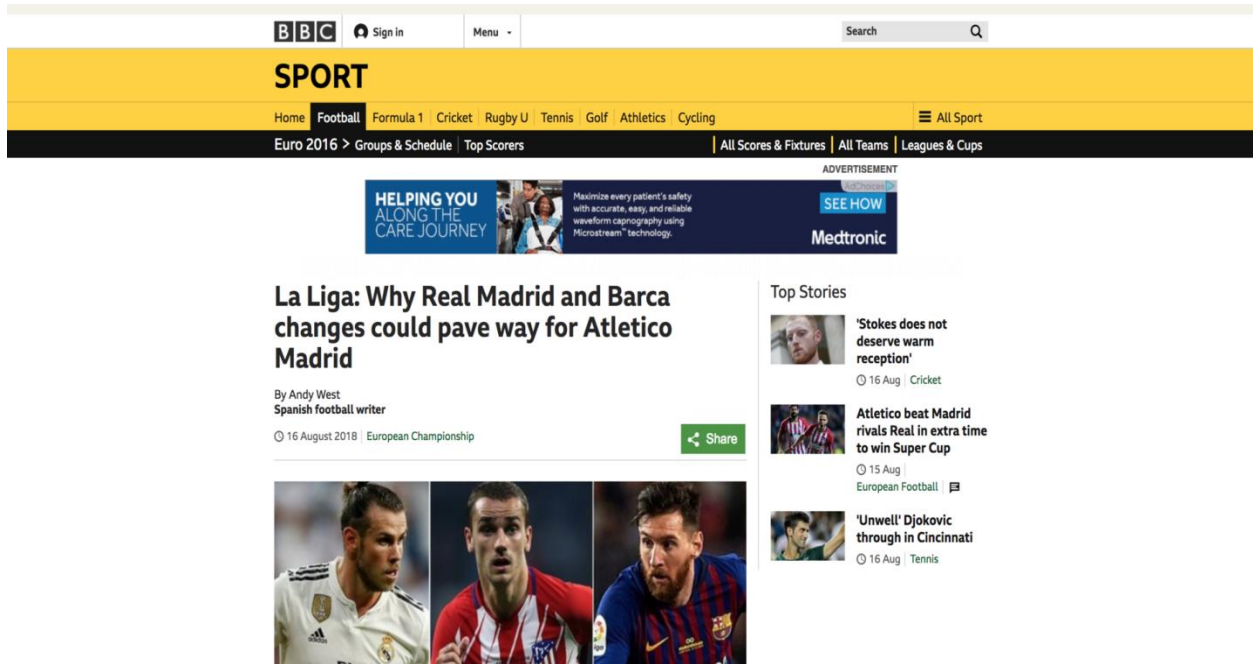 BBC Sign in Menu Search
SPORT
Home Football Formula 1 Cricket Rugby U Tennis Golf Athletics Cycling All Sport
Euro 2016 > Groups & Schedule Top Scorers All Scores & Fixtures All Teams Leagues & Cups
ADVERTISEMENT
AdChoices
HELPING YOU
ALONG THE
CARE JOURNEY
Maximize every patient's safety
with accurate, easy, and reliable
waveform capnography using
Microstream™ technology.
SEE HOW
Medtronic
La Liga: Why Real Madrid and Barca
changes could pave way for Atletico
Madrid
By Andy West
Spanish football writer
16 August 2018 European Championship
Share
Top Stories
'Stokes does not
deserve warm
reception'
16 Aug Cricket
Atletico beat Madrid
rivals Real in extra time
to win Super Cup
15 Aug
European Football
'Unwell' Djokovic
through in Cincinnati
16 Aug Tennis
adidas